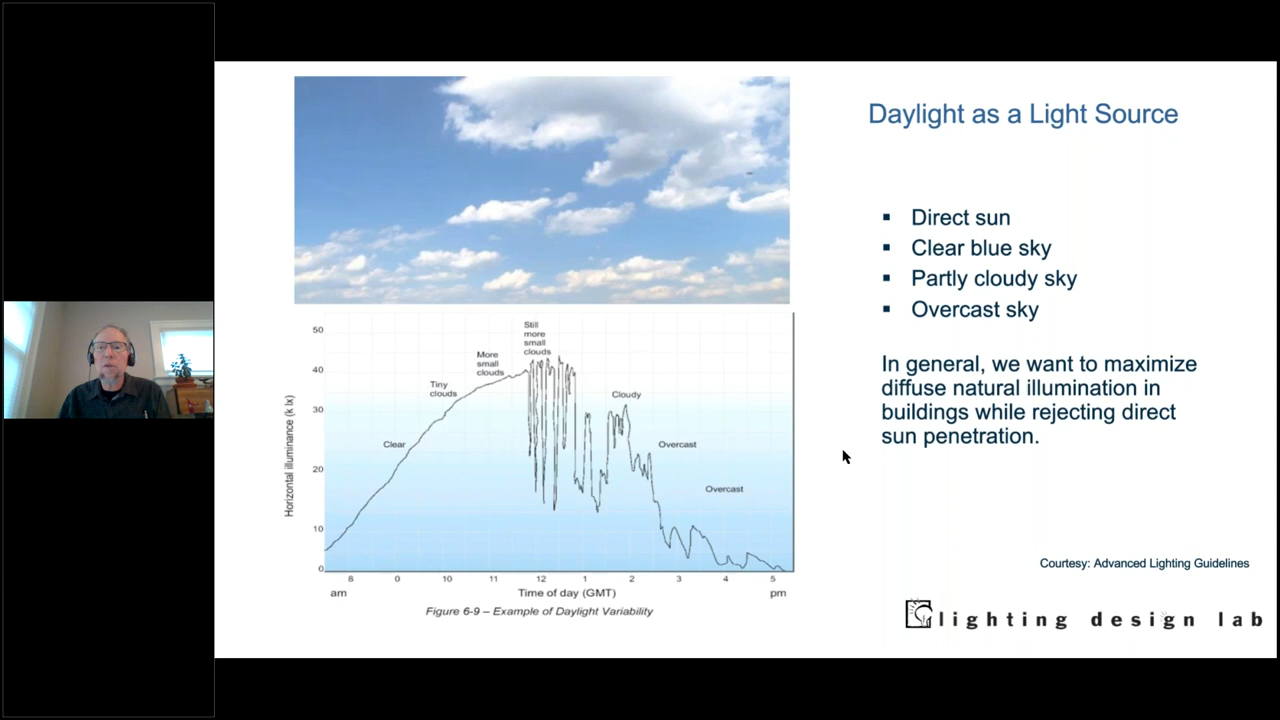 Daylight as a Light Source
▪ Direct sun
▪ Clear blue sky
▪ Partly cloudy sky
▪ Overcast sky
In general, we want to maximize
diffuse natural illumination in
buildings while rejecting direct
sun penetration.
Courtesy: Advanced Lighting Guidelines
lighting design lab
Horizontal illuminance (k lx)
50
40
30
20
10
0
Clear
Tiny
clouds
More
small
clouds
Still
more
small
clouds
Cloudy
Overcast
Overcast
8 0 10 11 12 1 2 3 4 5
am Time of day (GMT) pm
Figure 6-9 – Example of Daylight Variability